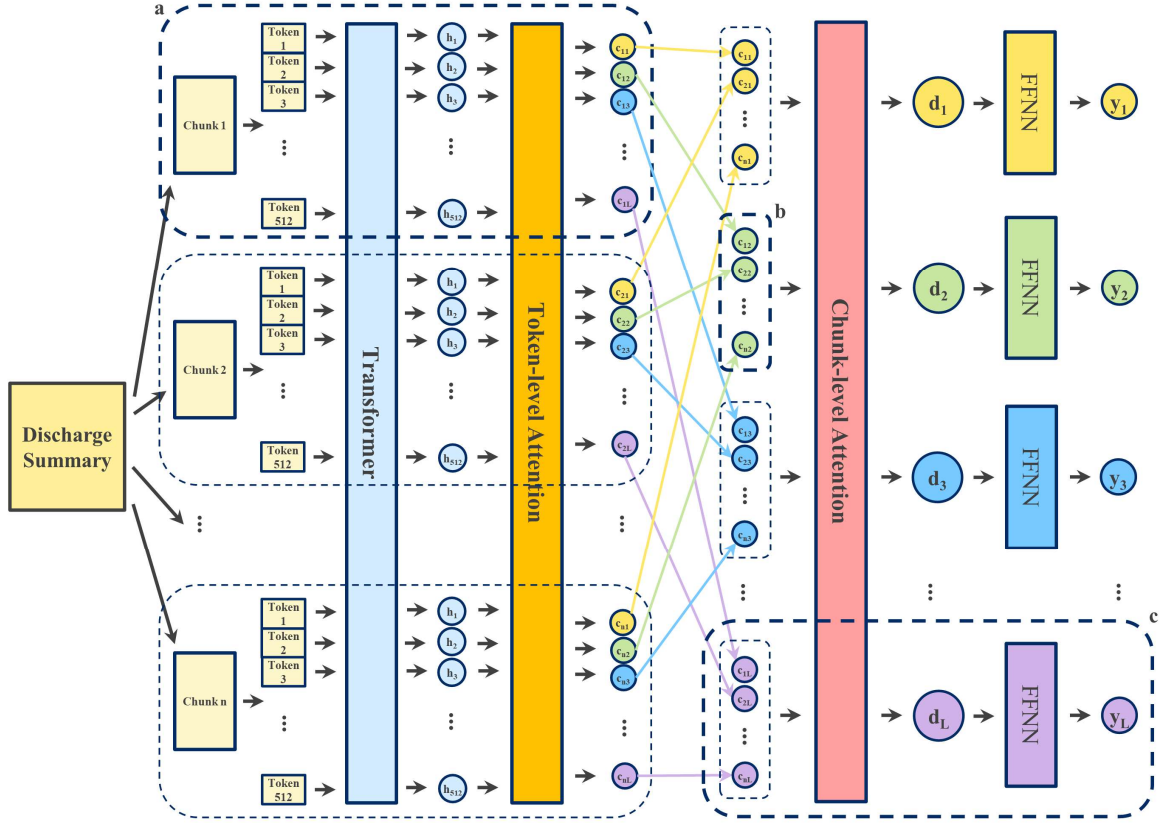 a
Discharge
Summary
Chunk 1
Token
1
Token
2
Token
3
...
Token
512
h1
h2
h3
...
h512
c11
c12
c13
...
c1L
Chunk 2
Token
1
Token
2
Token
3
...
Token
512
h1
h2
h3
...
h512
c21
c22
c23
...
c2L
...
...
Chunk n
Token
1
Token
2
Token
3
...
Token
512
h1
h2
h3
...
h512
cn1
cn2
cn3
...
cnL
Transformer
Token-level Attention
c11
c21
...
cn1
b
c12
c22
...
cn2
c13
c23
...
cn3
...
c
c1L
c2L
...
cnL
Chunk-level Attention
d1
FFNN
y1
d2
FFNN
y2
d3
FFNN
y3
...
...
dL
FFNN
yL